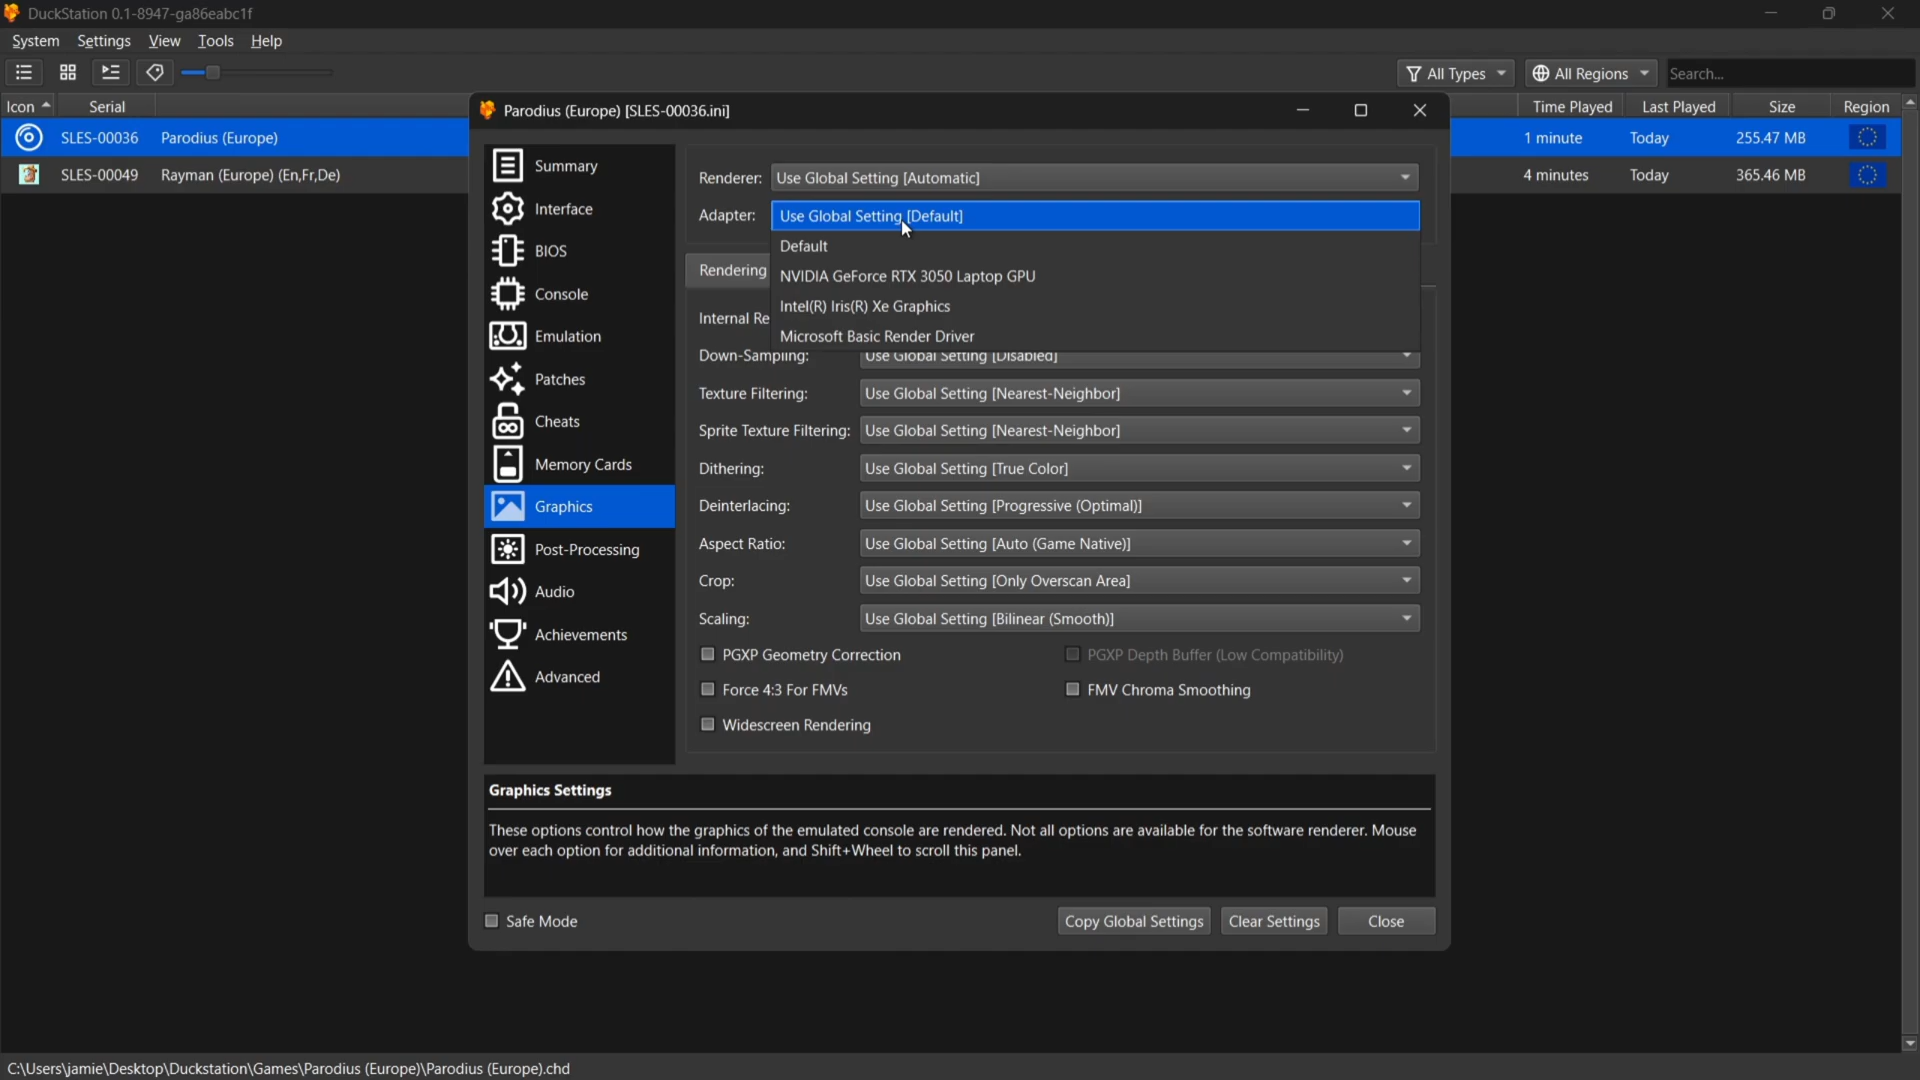 DuckStation 0.1-8947-ga86eabc1f
System Settings View Tools Help
All Types All Regions Search...
Icon Serial Time Played Last Played Size Region
Parodius (Europe) [SLES-00036.ini]
SLES-00036 Parodius (Europe) 1 minute Today 255.47 MB
SLES-00049 Rayman (Europe) (En,Fr,De) 4 minutes Today 365.46 MB
Summary
Interface
BIOS
Console
Emulation
Patches
Cheats
Memory Cards
Graphics
Post-Processing
Audio
Achievements
Advanced
Renderer: Use Global Setting [Automatic]
Adapter: Use Global Setting [Default]
Default
NVIDIA GeForce RTX 3050 Laptop GPU
Intel(R) Iris(R) Xe Graphics
Microsoft Basic Render Driver
Rendering
Internal Re
Down-Sampling: Use Global Setting [Disabled]
Texture Filtering: Use Global Setting [Nearest-Neighbor]
Sprite Texture Filtering: Use Global Setting [Nearest-Neighbor]
Dithering: Use Global Setting [True Color]
Deinterlacing: Use Global Setting [Progressive (Optimal)]
Aspect Ratio: Use Global Setting [Auto (Game Native)]
Crop: Use Global Setting [Only Overscan Area]
Scaling: Use Global Setting [Bilinear (Smooth)]
PGXP Geometry Correction PGXP Depth Buffer (Low Compatibility)
Force 4:3 For FMVs FMV Chroma Smoothing
Widescreen Rendering
Graphics Settings
These options control how the graphics of the emulated console are rendered. Not all options are available for the software renderer. Mouse
over each option for additional information, and Shift+Wheel to scroll this panel.
Safe Mode Copy Global Settings Clear Settings Close
C:\Users\jamie\Desktop\Duckstation\Games\Parodius (Europe)\Parodius (Europe).chd